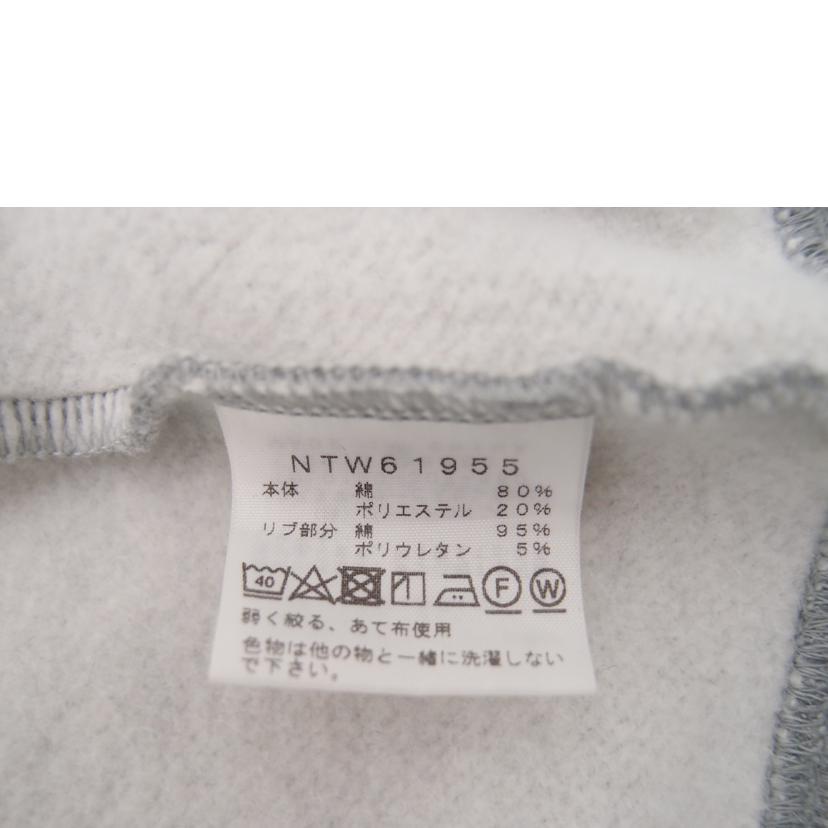 NTW61955
本体 綿 80%
ポリエステル 20%
リブ部分 綿 95%
ポリウレタン 5%
40 F W
弱く絞る、あて布使用
色物は他の物と一緒に洗濯しない
で下さい。